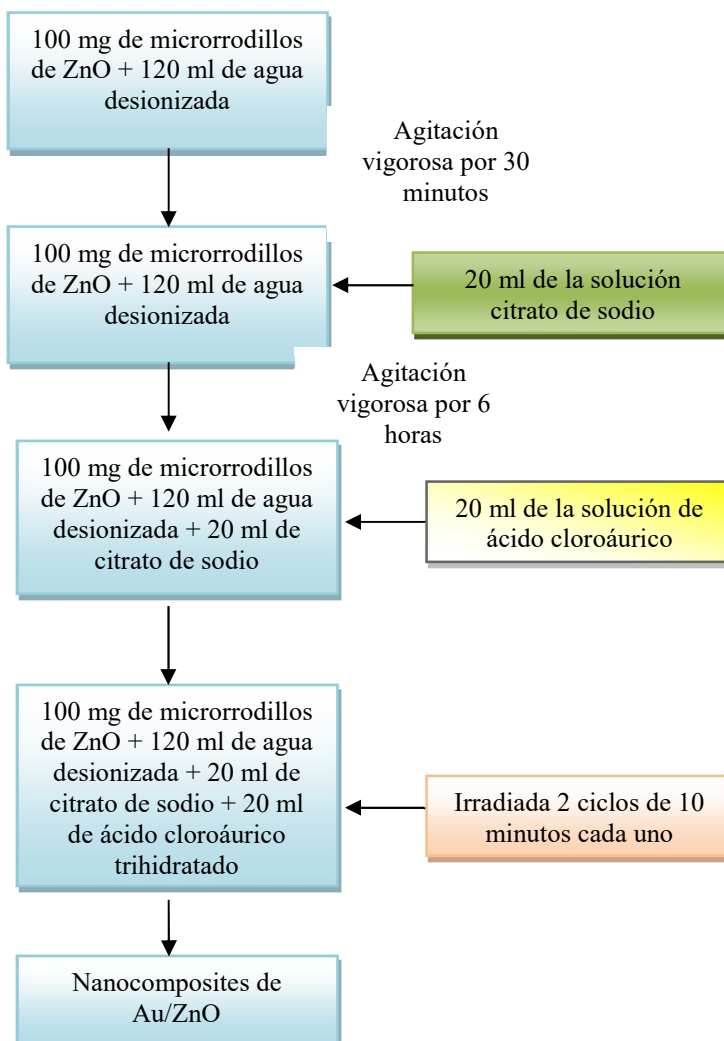 100 mg de microrrodillos
de ZnO + 120 ml de agua
desionizada
Agitación
vigorosa por 30
minutos
100 mg de microrrodillos
de ZnO + 120 ml de agua
desionizada
20 ml de la solución
citrato de sodio
Agitación
vigorosa por 6
horas
100 mg de microrrodillos
de ZnO + 120 ml de agua
desionizada + 20 ml de
citrato de sodio
20 ml de la solución de
ácido cloroáurico
100 mg de microrrodillos
de ZnO + 120 ml de agua
desionizada + 20 ml de
citrato de sodio + 20 ml
de ácido cloroáurico
trihidratado
Irradiada 2 ciclos de 10
minutos cada uno
Nanocomposites de
Au/ZnO